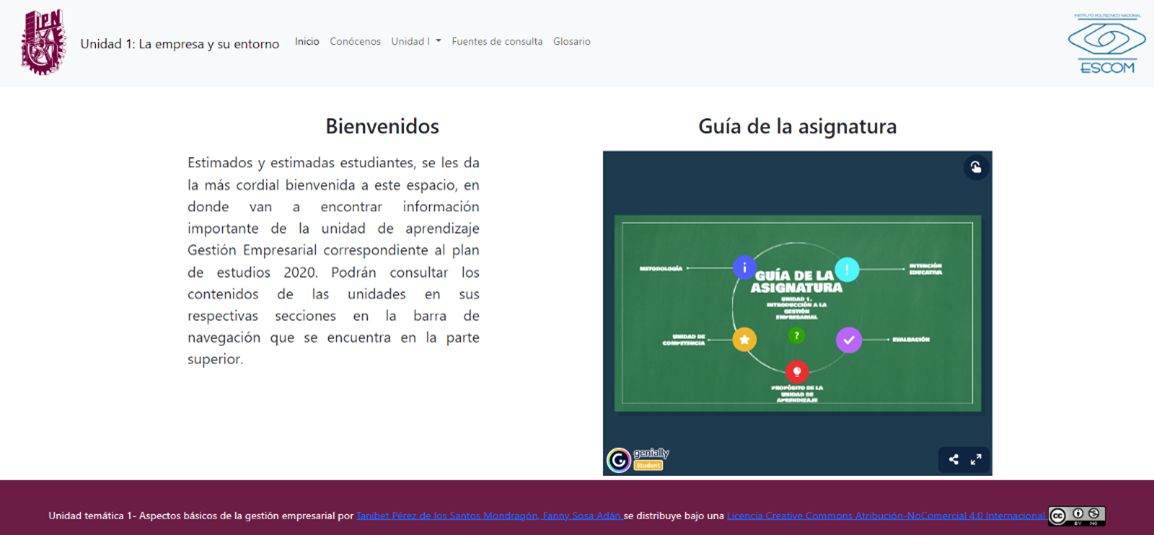 IPN
Unidad 1: La empresa y su entorno
Inicio
Conócenos
Unidad I
Fuentes de consulta
Glosario
INSTITUTO POLITÉCNICO NACIONAL
ESCOM
Bienvenidos
Estimados y estimadas estudiantes, se les da
la más cordial bienvenida a este espacio, en
donde van a encontrar información
importante de la unidad de aprendizaje
Gestión Empresarial correspondiente al plan
de estudios 2020. Podrán consultar los
contenidos de las unidades en sus
respectivas secciones en la barra de
navegación que se encuentra en la parte
superior.
Guía de la asignatura
METODOLOGÍA
INTENCIÓN
EDUCATIVA
GUÍA DE LA
ASIGNATURA
UNIDAD 1.
INTRODUCCIÓN A LA
GESTIÓN
EMPRESARIAL
UNIDAD DE
COMPETENCIA
EVALUACIÓN
PROPÓSITO DE LA
UNIDAD DE
APRENDIZAJE
genially
Student
Unidad temática 1- Aspectos básicos de la gestión empresarial por Tanibet Pérez de los Santos Mondragón, Fanny Sosa Adán se distribuye bajo una Licencia Creative Commons Atribución-NoComercial 4.0 Internacional
cc BY NC